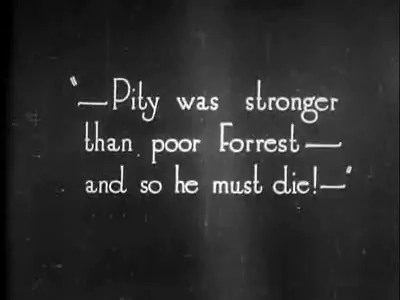 "—Pity was stronger
than poor Forrest—
and so he must die!—"